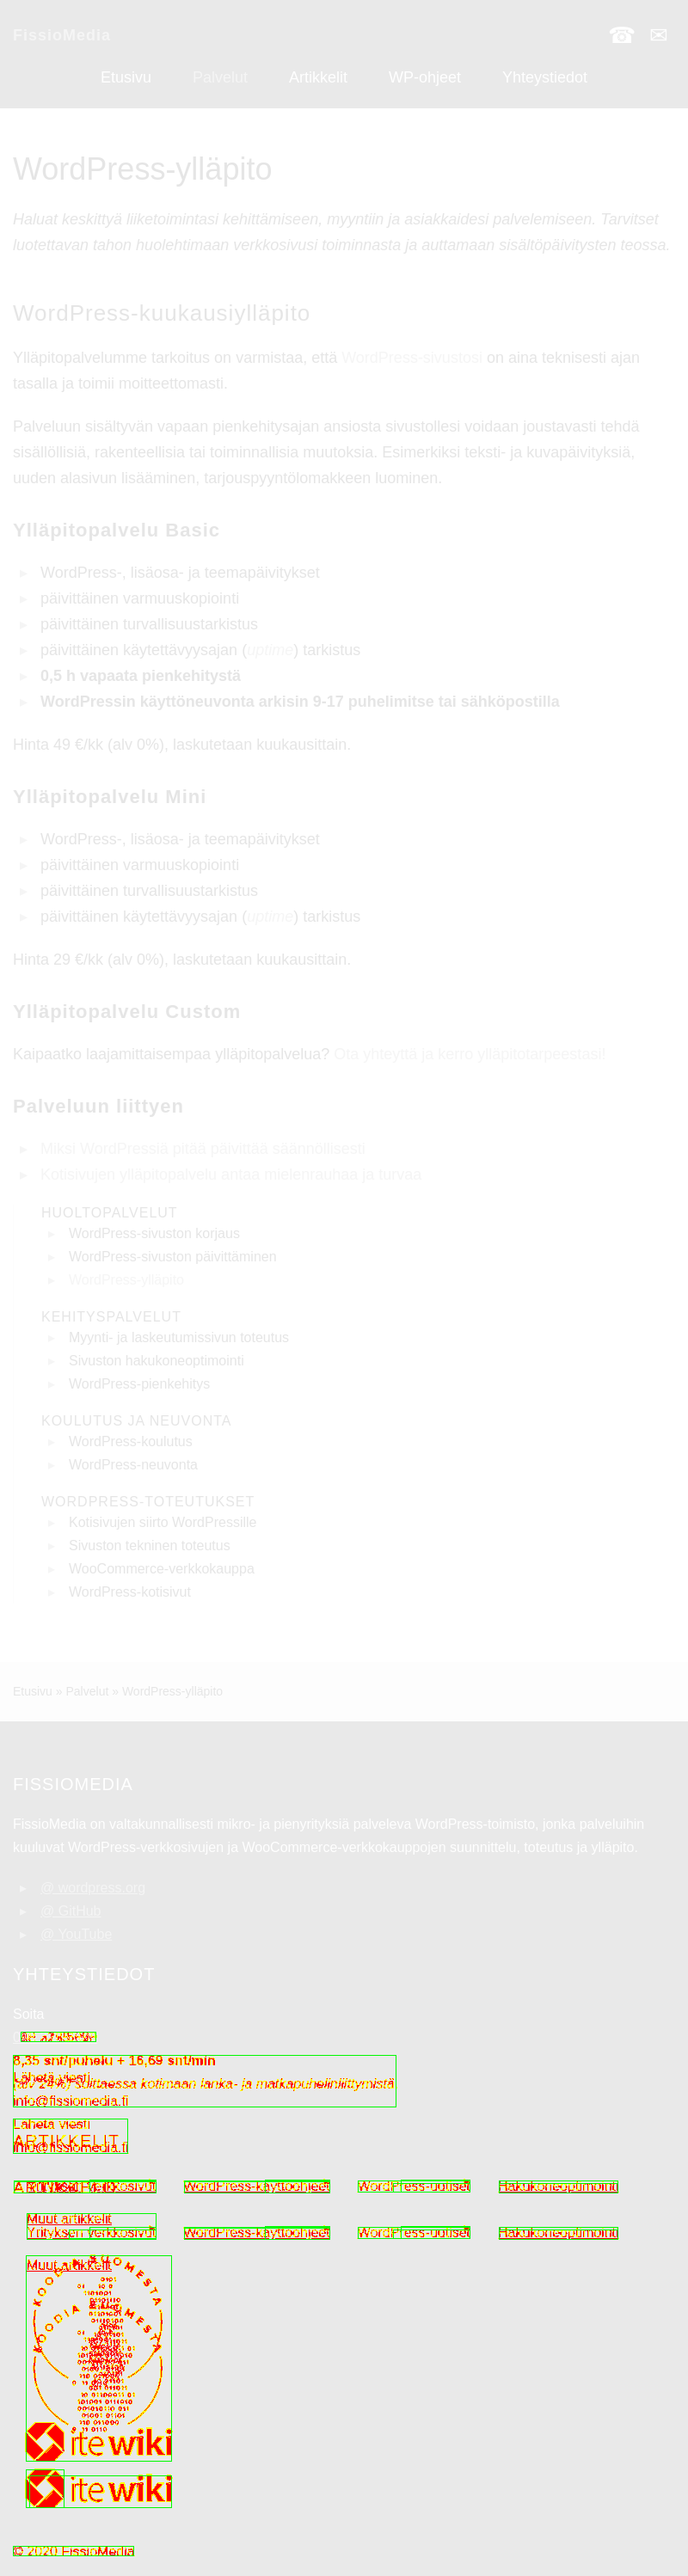 FissioMedia
☎ ✉
Etusivu Palvelut Artikkelit WP-ohjeet Yhteystiedot
WordPress-ylläpito
Haluat keskittyä liiketoimintasi kehittämiseen, myyntiin ja asiakkaidesi palvelemiseen. Tarvitset
luotettavan tahon huolehtimaan verkkosivusi toiminnasta ja auttamaan sisältöpäivitysten teossa.
WordPress-kuukausiylläpito
Ylläpitopalvelumme tarkoitus on varmistaa, että WordPress-sivustosi on aina teknisesti ajan
tasalla ja toimii moitteettomasti.
Palveluun sisältyvän vapaan pienkehitysajan ansiosta sivustollesi voidaan joustavasti tehdä
sisällöllisiä, rakenteellisia tai toiminnallisia muutoksia. Esimerkiksi teksti- ja kuvapäivityksiä,
uuden alasivun lisääminen, tarjouspyyntölomakkeen luominen.
Ylläpitopalvelu Basic
► WordPress-, lisäosa- ja teemapäivitykset
► päivittäinen varmuuskopiointi
► päivittäinen turvallisuustarkistus
► päivittäinen käytettävyysajan (uptime) tarkistus
► 0,5 h vapaata pienkehitystä
► WordPressin käyttöneuvonta arkisin 9-17 puhelimitse tai sähköpostilla
Hinta 49 €/kk (alv 0%), laskutetaan kuukausittain.
Ylläpitopalvelu Mini
► WordPress-, lisäosa- ja teemapäivitykset
► päivittäinen varmuuskopiointi
► päivittäinen turvallisuustarkistus
► päivittäinen käytettävyysajan (uptime) tarkistus
Hinta 29 €/kk (alv 0%), laskutetaan kuukausittain.
Ylläpitopalvelu Custom
Kaipaatko laajamittaisempaa ylläpitopalvelua? Ota yhteyttä ja kerro ylläpitotarpeestasi!
Palveluun liittyen
► Miksi WordPressiä pitää päivittää säännöllisesti
► Kotisivujen ylläpitopalvelu antaa mielenrauhaa ja turvaa
HUOLTOPALVELUT
► WordPress-sivuston korjaus
► WordPress-sivuston päivittäminen
► WordPress-ylläpito
KEHITYSPALVELUT
► Myynti- ja laskeutumissivun toteutus
► Sivuston hakukoneoptimointi
► WordPress-pienkehitys
KOULUTUS JA NEUVONTA
► WordPress-koulutus
► WordPress-neuvonta
WORDPRESS-TOTEUTUKSET
► Kotisivujen siirto WordPressille
► Sivuston tekninen toteutus
► WooCommerce-verkkokauppa
► WordPress-kotisivut
Etusivu » Palvelut » WordPress-ylläpito
FISSIOMEDIA
FissioMedia on valtakunnallisesti mikro- ja pienyrityksiä palveleva WordPress-toimisto, jonka palveluihin
kuuluvat WordPress-verkkosivujen ja WooCommerce-verkkokauppojen suunnittelu, toteutus ja ylläpito.
► @ wordpress.org
► @ GitHub
► @ YouTube
YHTEYSTIEDOT
Soita
8,35 snt/puhelu + 16,69 snt/min
Lähetä viesti
soittaessa kotimaan lanka- ja matkapuhelinliittymistä
info@fissiomedia.ti
Lähetä viesti
ARTIKKELIT
info@fissiomedia.ti
ARTIKKELIT
Yrityksen verkkosivut WordPress-käyttöohjeet WordPress-uutiset Hakukoneoptimointi
Muut artikkelit
Yrityksen verkkosivut WordPress-käyttöohjeet WordPress-uutiset Hakukoneoptimointi
Muut artikkelit
KOODIA SUOMESTA
KOODIA SUOMESTA
ite wiki
ite wiki
© 2020 FissioMedia